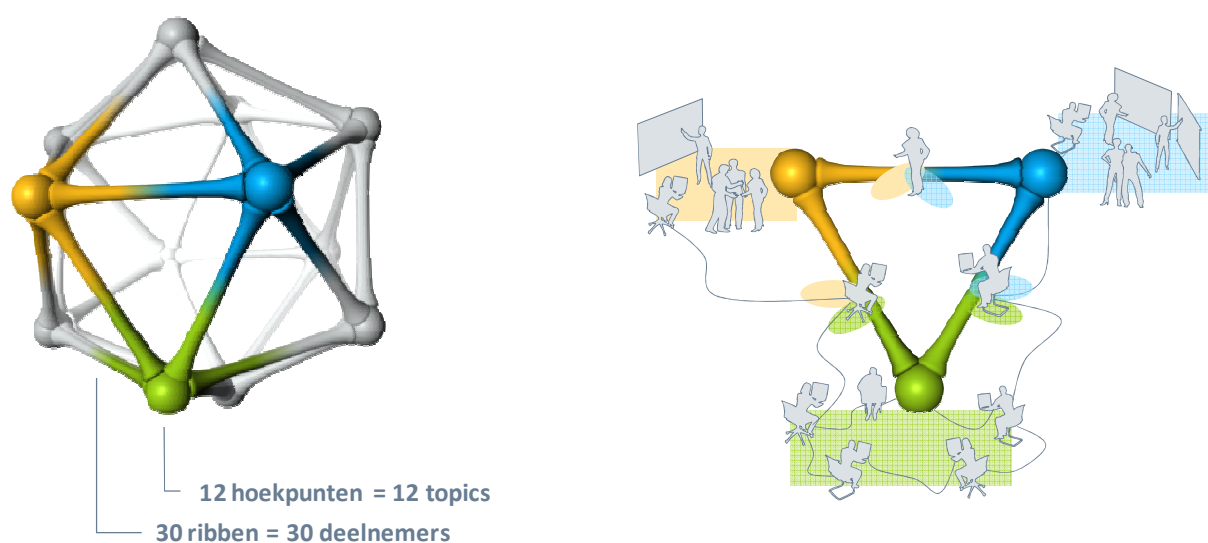 12 hoekpunten = 12 topics
30 ribben = 30 deelnemers